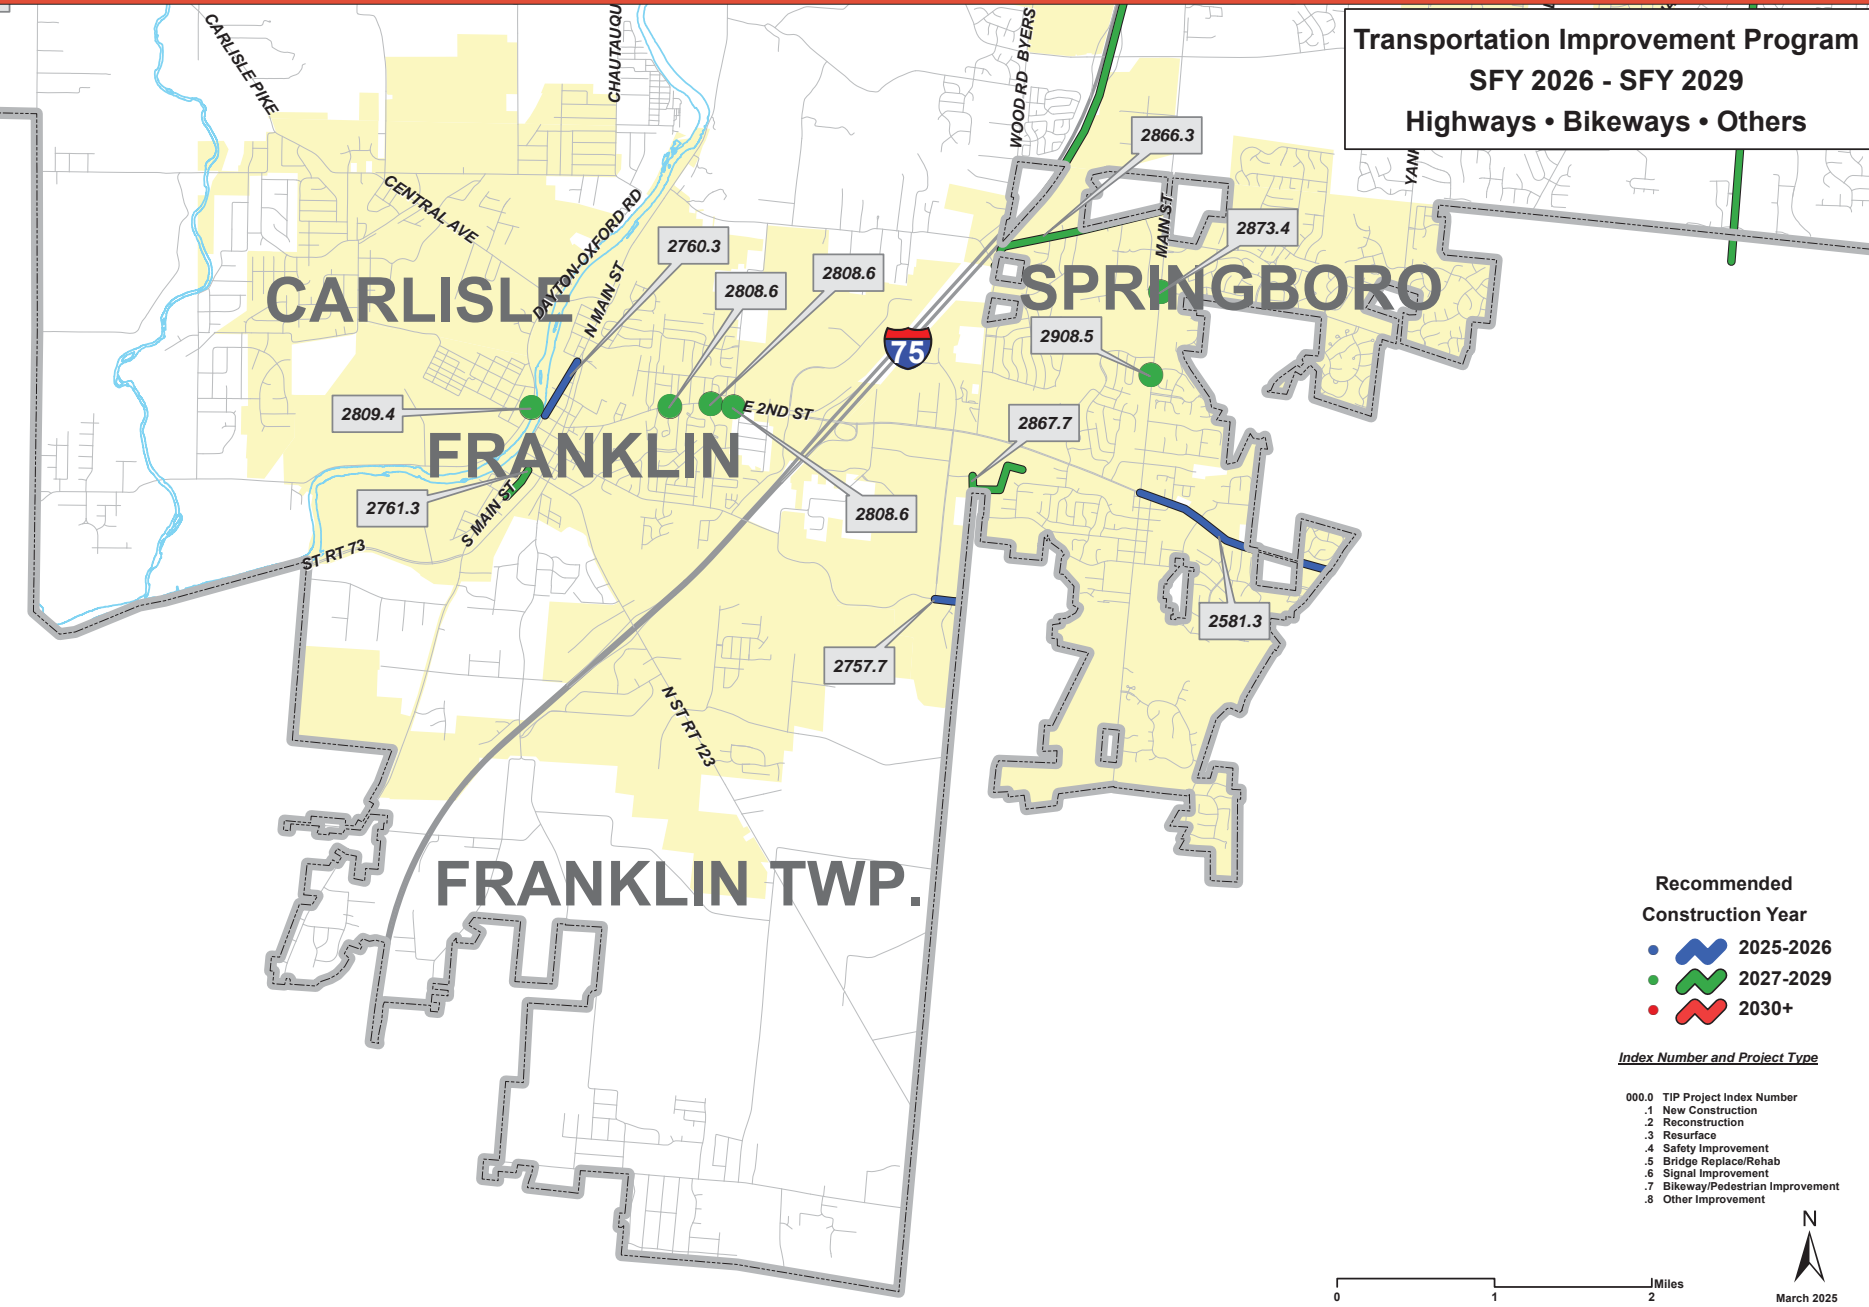 Transportation Improvement Program
SFY 2026 - SFY 2029
Highways • Bikeways • Others
CARLISLE PIKE
CHAUTAUQU
WOOD RD
BYERS
YAN
2866.3
CENTRAL AVE
DAYTON-OXFORD RD
N MAIN ST
MAIN ST
2760.3
2873.4
2808.6
2808.6
CARLISLE
SPRINGBORO
75
2908.5
2809.4
E 2ND ST
2867.7
FRANKLIN
2761.3
S MAIN ST
2808.6
ST RT 73
2581.3
2757.7
N ST RT 123
FRANKLIN TWP.
Recommended
Construction Year
2025-2026
2027-2029
2030+
Index Number and Project Type
000.0 TIP Project Index Number
.1 New Construction
.2 Reconstruction
.3 Resurface
.4 Safety Improvement
.5 Bridge Replace/Rehab
.6 Signal Improvement
.7 Bikeway/Pedestrian Improvement
.8 Other Improvement
N
Miles
0 1 2
March 2025